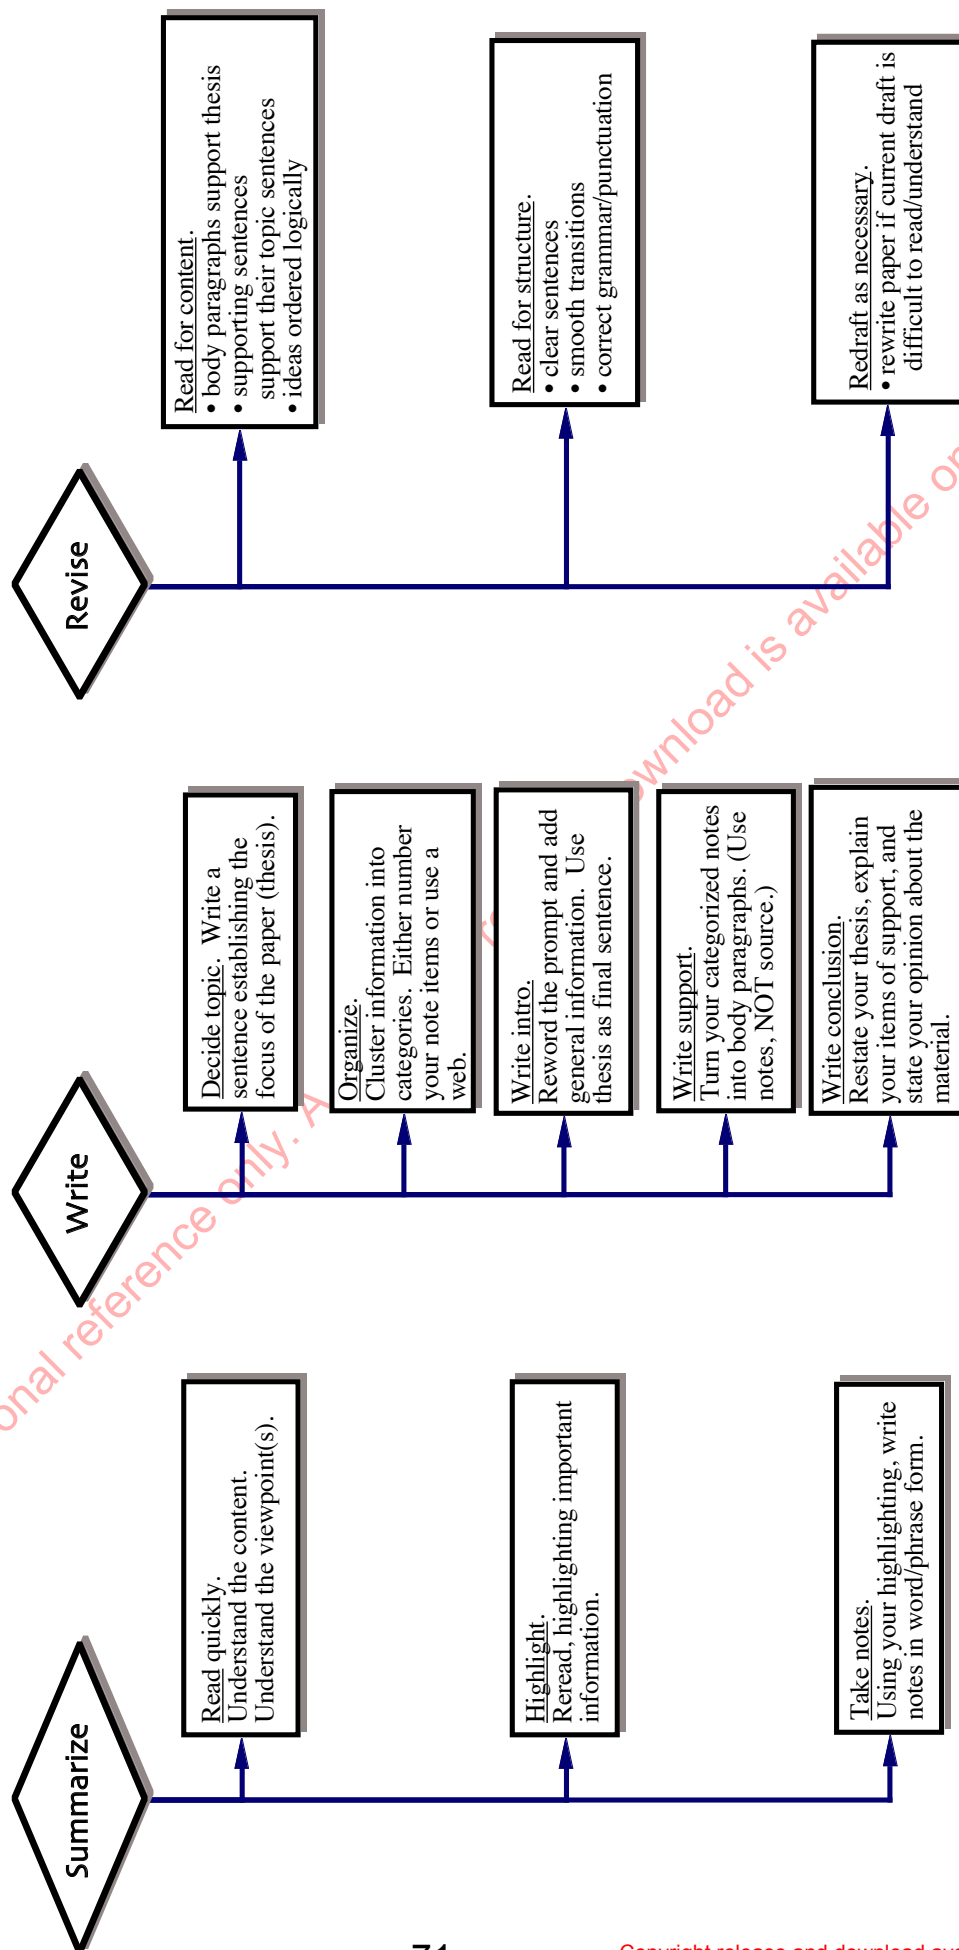 Summarize
Read quickly.
Understand the content.
Understand the viewpoint(s).
Highlight.
Reread, highlighting important
information.
Take notes.
Using your highlighting, write
notes in word/phrase form.
Write
Decide topic. Write a
sentence establishing the
focus of the paper (thesis).
Organize.
Cluster information into
categories. Either number
your note items or use a
web.
Write intro.
Reword the prompt and add
general information. Use
thesis as final sentence.
Write support.
Turn your categorized notes
into body paragraphs. (Use
notes, NOT source.)
Write conclusion.
Restate your thesis, explain
your items of support, and
state your opinion about the
material.
Revise
Read for content.
• body paragraphs support thesis
• supporting sentences
support their topic sentences
• ideas ordered logically
Read for structure.
• clear sentences
• smooth transitions
• correct grammar/punctuation
Redraft as necessary.
• rewrite paper if current draft is
difficult to read/understand
reference only.
is available